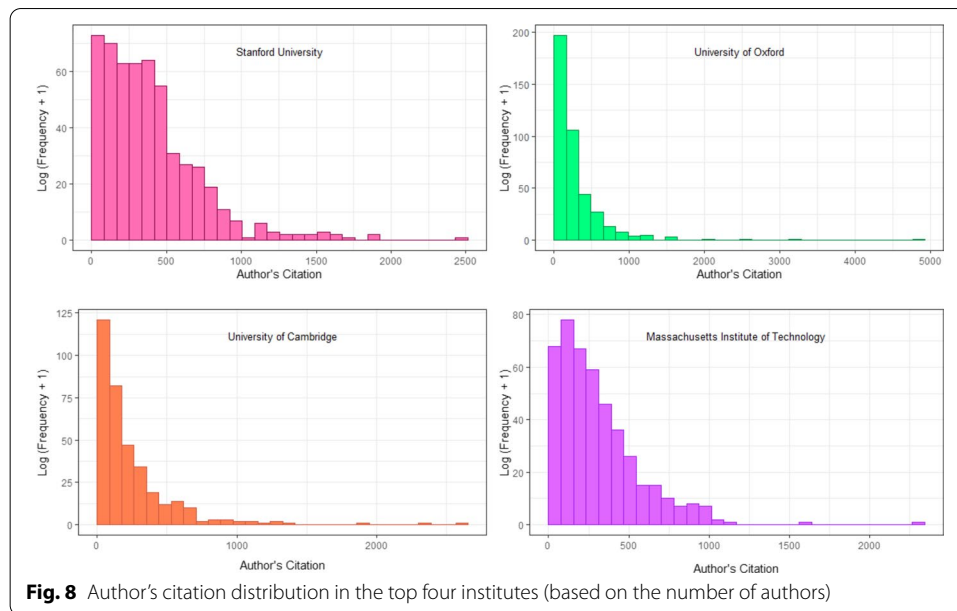 Stanford University
Log (Frequency + 1)
60
40
20
0
0 500 1000 1500 2000 2500
Author's Citation
University of Oxford
Log (Frequency + 1)
200
150
100
50
0
0 1000 2000 3000 4000 5000
Author's Citation
University of Cambridge
Log (Frequency + 1)
125
100
75
50
25
0
0 1000 2000
Author's Citation
Massachusetts Institute of Technology
Log (Frequency + 1)
80
60
40
20
0
0 500 1000 1500 2000
Author's Citation
Fig. 8 Author's citation distribution in the top four institutes (based on the number of authors)